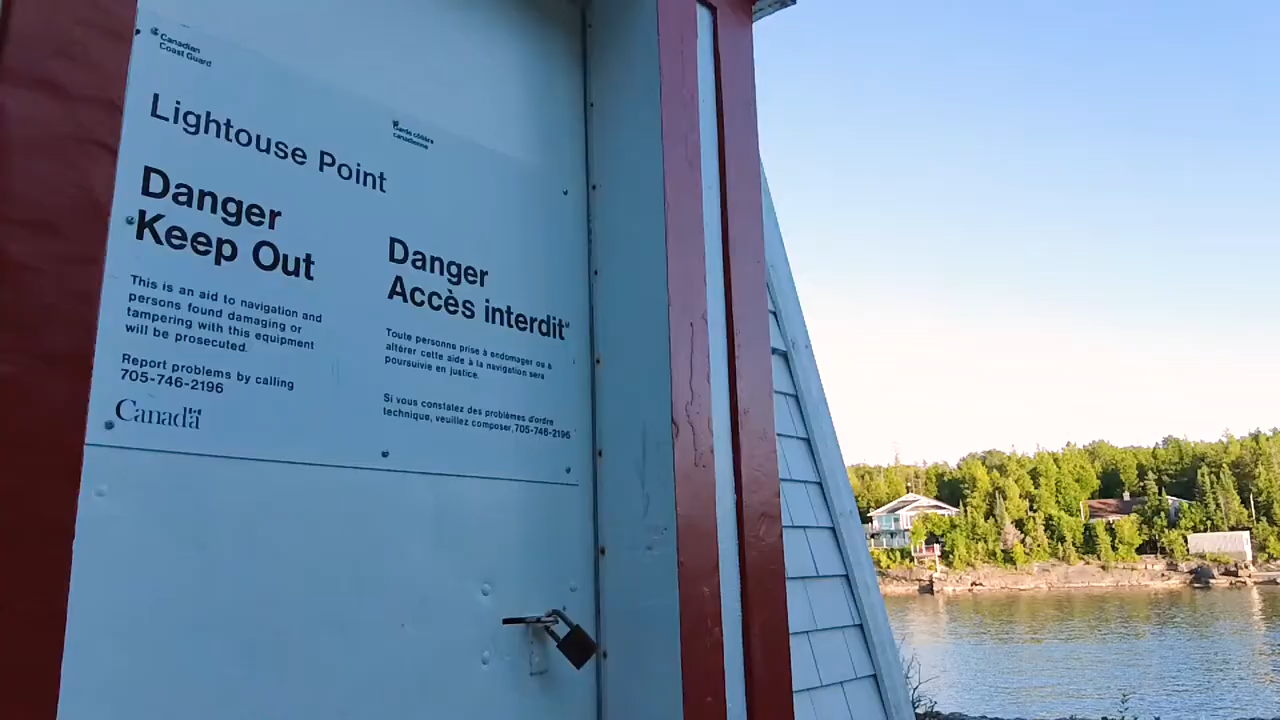 Canadian
Coast Guard
Garde côtière
canadienne
Lightouse Point
Danger
Keep Out
This is an aid to navigation and
persons found damaging or
tampering with this equipment
will be prosecuted.
Report problems by calling
705-746-2196
Canada
Danger
Accès interdit
Toute personne prise à endomager ou à
altérer cette aide à la navigation sera
poursuivie en justice.
Si vous constatez des problèmes d'ordre
technique, veuillez composer, 705-746-2196